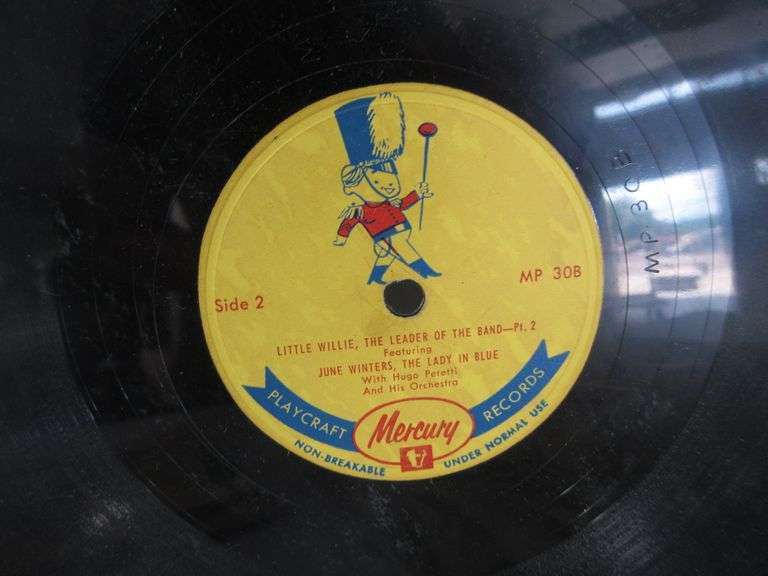 Side 2
MP 30B
LITTLE WILLIE, THE LEADER OF THE BAND—Pt. 2
Featuring
JUNE WINTERS, THE LADY IN BLUE
With Hugo Peretti
And His Orchestra
PLAYCRAFT RECORDS
Mercury
NON-BREAKABLE UNDER NORMAL USE
MP 30B